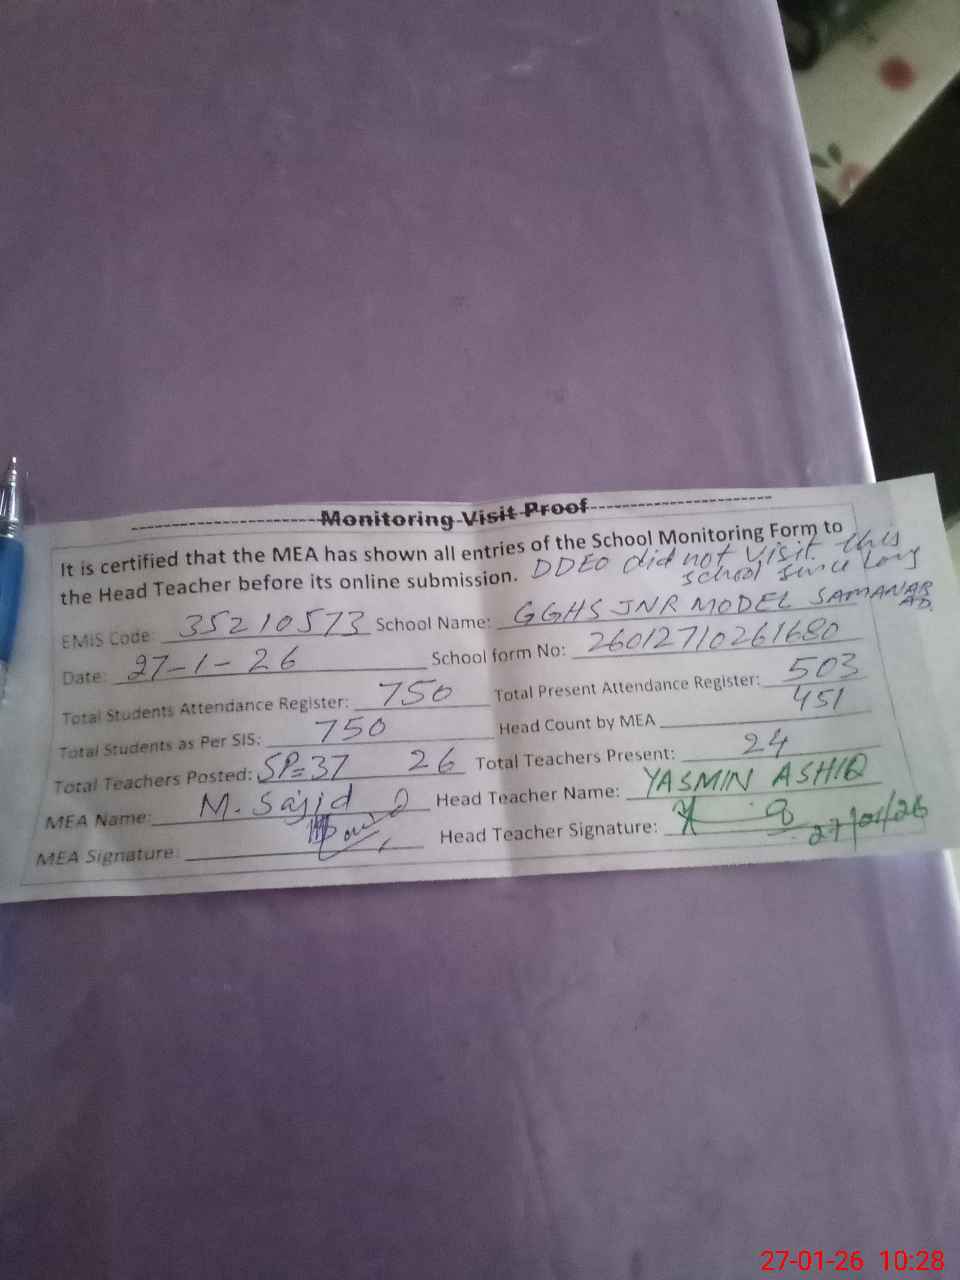 Monitoring Visit Proof
It is certified that the MEA has shown all entries of the School Monitoring Form to
the Head Teacher before its online submission. DDEO did not visit this
school since long
EMIS Code: 35210573 School Name: GGHS JNR MODEL SAMANAB
AD.
Date: 27-1-26 School form No: 26012710261680
Total Students Attendance Register: 750 Total Present Attendance Register: 503
Total Students as Per SIS: 750 Head Count by MEA 451
Total Teachers Posted: SP=37 26 Total Teachers Present: 24
MEA Name: M. Sajid Head Teacher Name: YASMIN ASHIQ
MEA Signature: Head Teacher Signature: 27/01/26
27-01-26 10:28